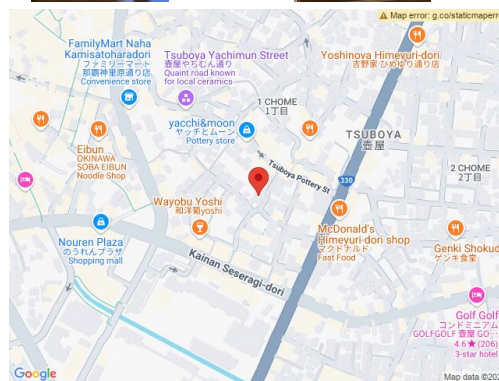 Map error: g.co/staticmaperr
FamilyMart Naha
Kamisatoharadori
ファミリーマート
那覇神里原通り店
Convenience store
Tsuboya Yachimun Street
壺屋やちむん通り
Quaint road known
for local ceramics
Yoshinova Himeyuri-dori
吉野家 ひめゆり通り店
1 CHOME
1丁目
yacchi&moon
ヤッチとムーン
Pottery store
TSUBOYA
壺屋
Eibun
OKINAWA
SOBA EIBUN
Noodle Shop
Tsuboya Pottery St
330
2 CHOME
2丁目
Wayobu Yoshi
和洋葡yoshi
McDonald's
Himeyuri-dori shop
マクドナルド
Fast Food
Nouren Plaza
のうれんプラザ
Shopping mall
Genki Shokudo
ゲンキ食堂
Kainan Seseragi-dori
Golf Golf
コンドミニアム
GOLFGOLF 壺屋 GO...
4.6★(206)
3-star hotel
Google
Map data ©202